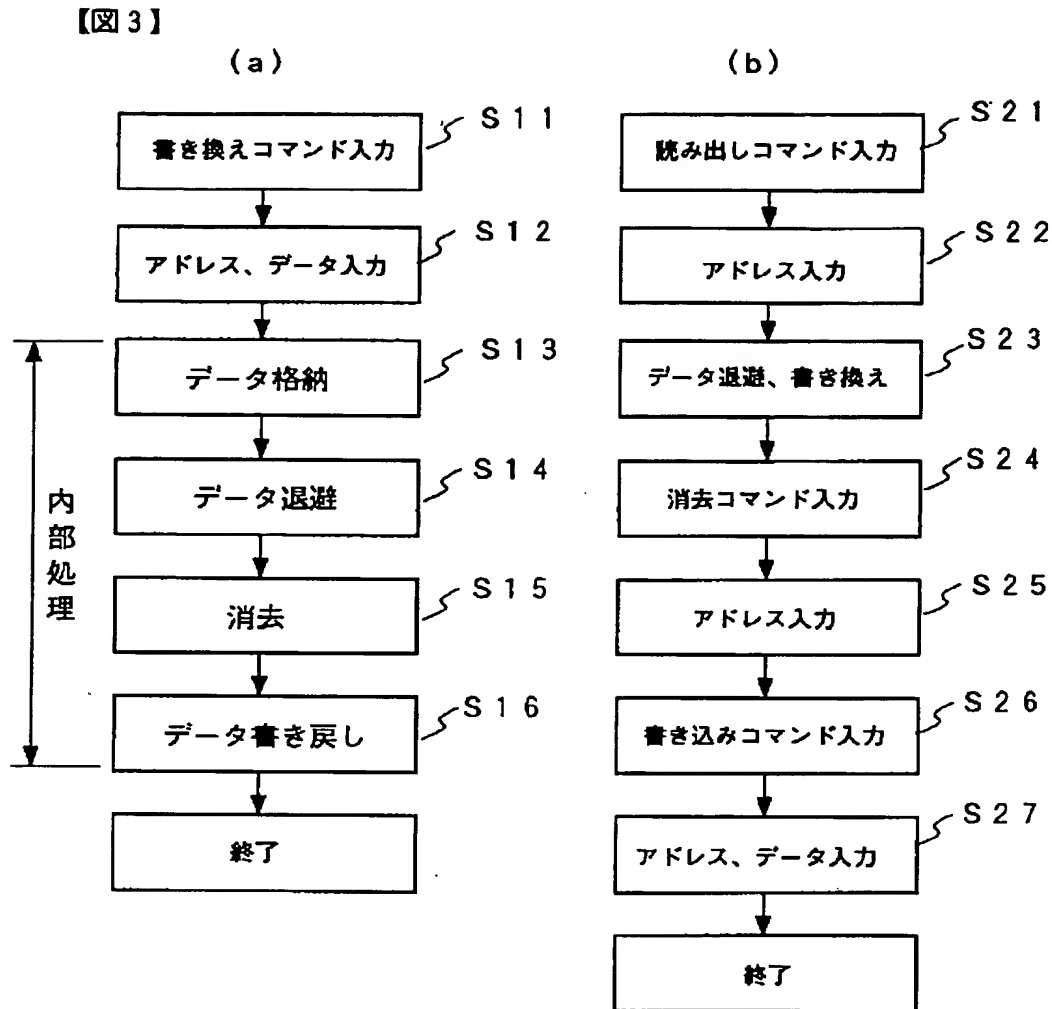 【図3】
(a)
書き換えコマンド入力
S11
アドレス、データ入力
S12
データ格納
S13
データ退避
S14
消去
S15
データ書き戻し
S16
終了
内部処理
(b)
読み出しコマンド入力
S21
アドレス入力
S22
データ退避、書き換え
S23
消去コマンド入力
S24
アドレス入力
S25
書き込みコマンド入力
S26
アドレス、データ入力
S27
終了